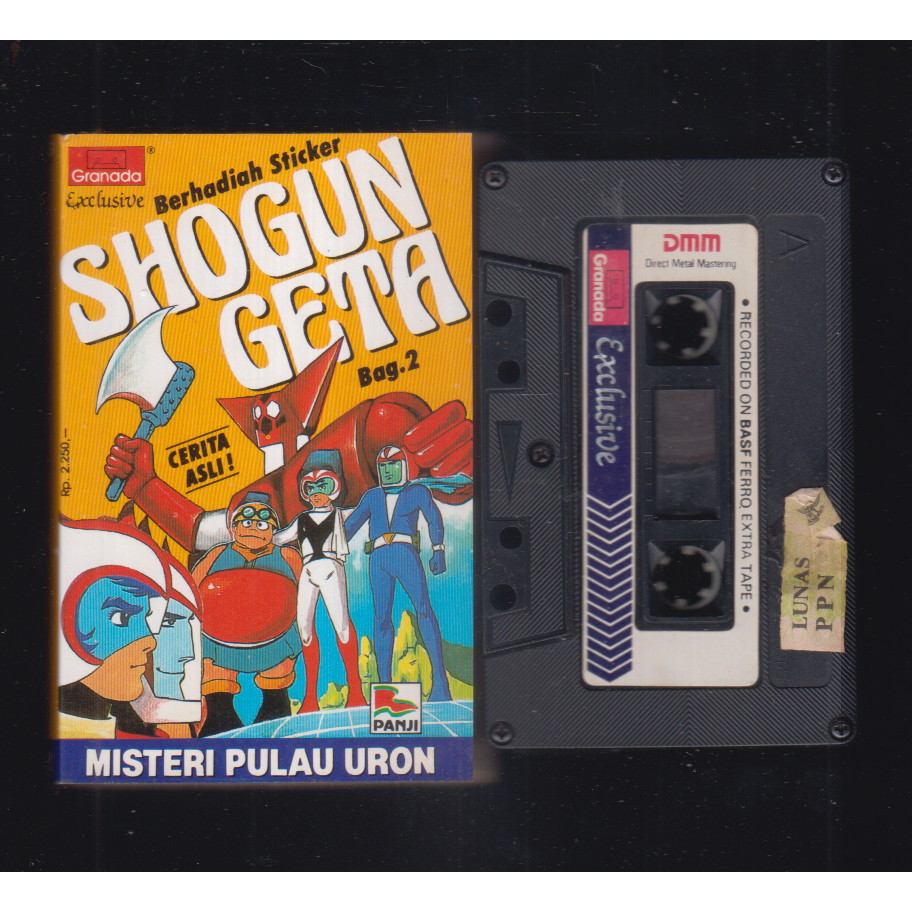 Granada
®
Exclusive
Berhadiah Sticker
SHOGUN
GETA
Bag.2
CERITA
ASLI!
Rp. 2.250,–
PANJI
MISTERI PULAU URON
DMM
Direct Metal Mastering
Granada
Exclusive
• RECORDED ON BASF FERRO EXTRA TAPE •
A
LUNAS
PPN